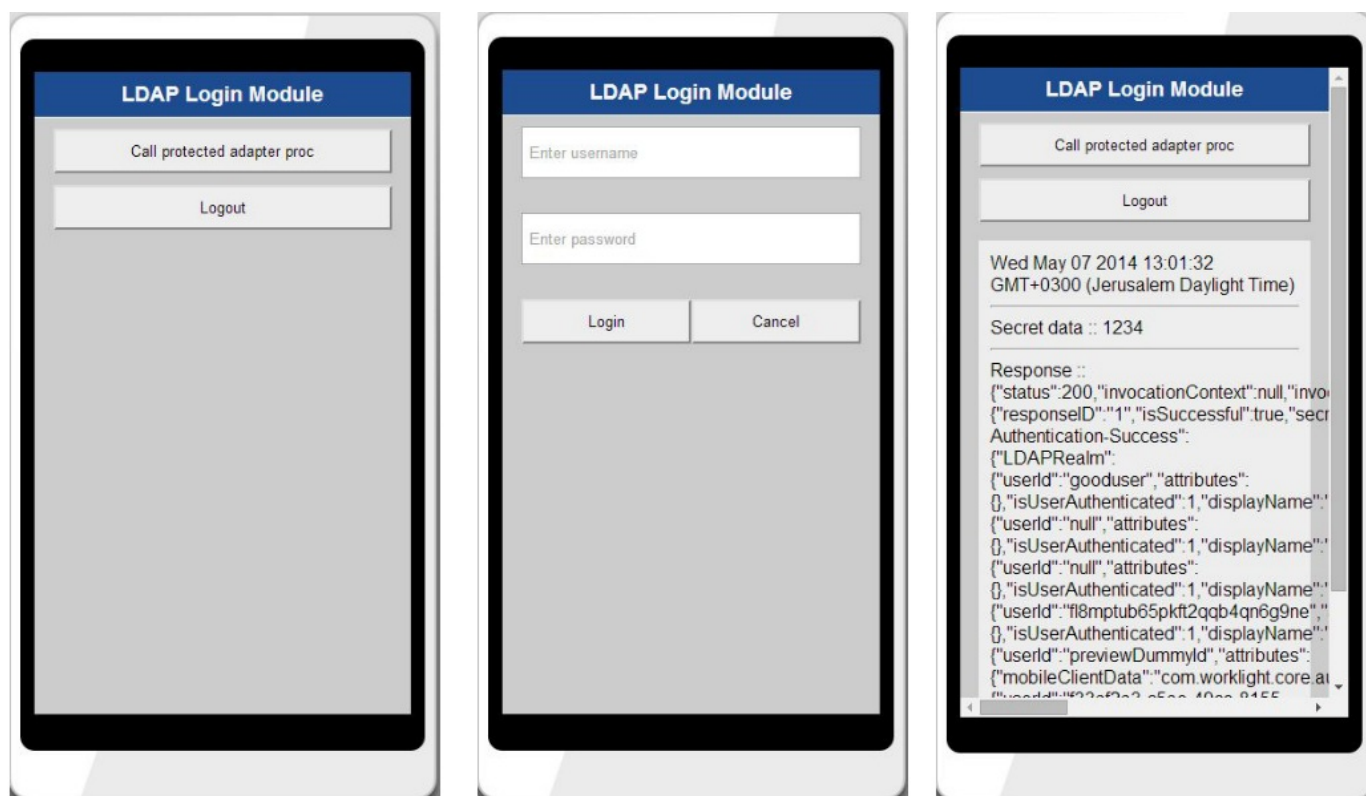 LDAP Login Module
Call protected adapter proc
Logout
LDAP Login Module
Enter username
Enter password
Login
Cancel
LDAP Login Module
Call protected adapter proc
Logout
Wed May 07 2014 13:01:32
GMT+0300 (Jerusalem Daylight Time)
Secret data :: 1234
Response ::
{"status":200,"invocationContext":null,"invo
{"responseID":"1","isSuccessful":true,"secr
Authentication-Success":
{"LDAPRealm":
{"userId":"gooduser","attributes":
{},"isUserAuthenticated":1,"displayName":"
{"userId":"null","attributes":
{},"isUserAuthenticated":1,"displayName":"
{"userId":"null","attributes":
{},"isUserAuthenticated":1,"displayName":"
{"userId":"fl8mptub65pkft2qqb4qn6g9ne","
{},"isUserAuthenticated":1,"displayName":"
{"userId":"previewDummyId","attributes":
{"mobileClientData":"com.worklight.core.au